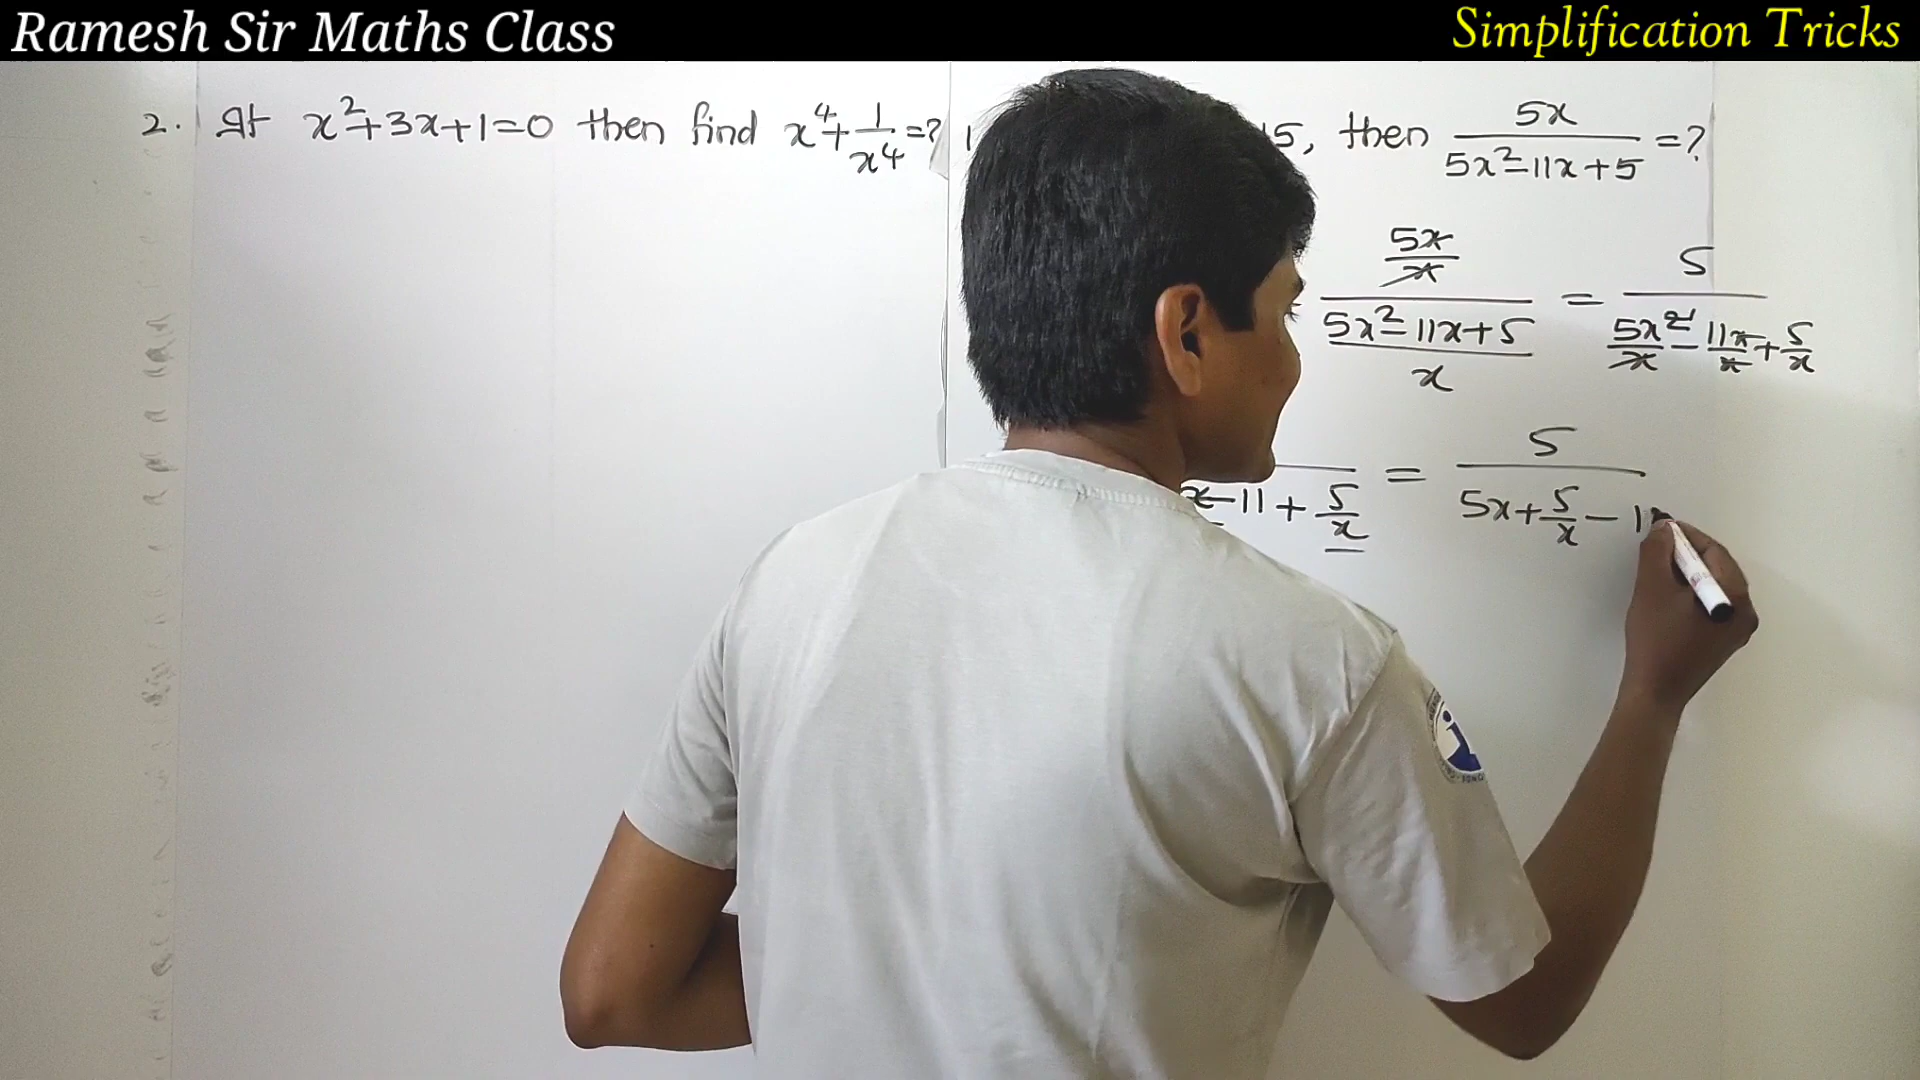 Ramesh Sir Maths Class
Simplification Tricks
2. If x²+3x+1=0 then find x⁴+1/x⁴=?
5, then 5x/(5x²-11x+5) =?
(5x/x)/((5x²-11x+5)/x) = 5/(5x²/x - 11x/x + 5/x)
x-11+5/x = 5/(5x+5/x-1